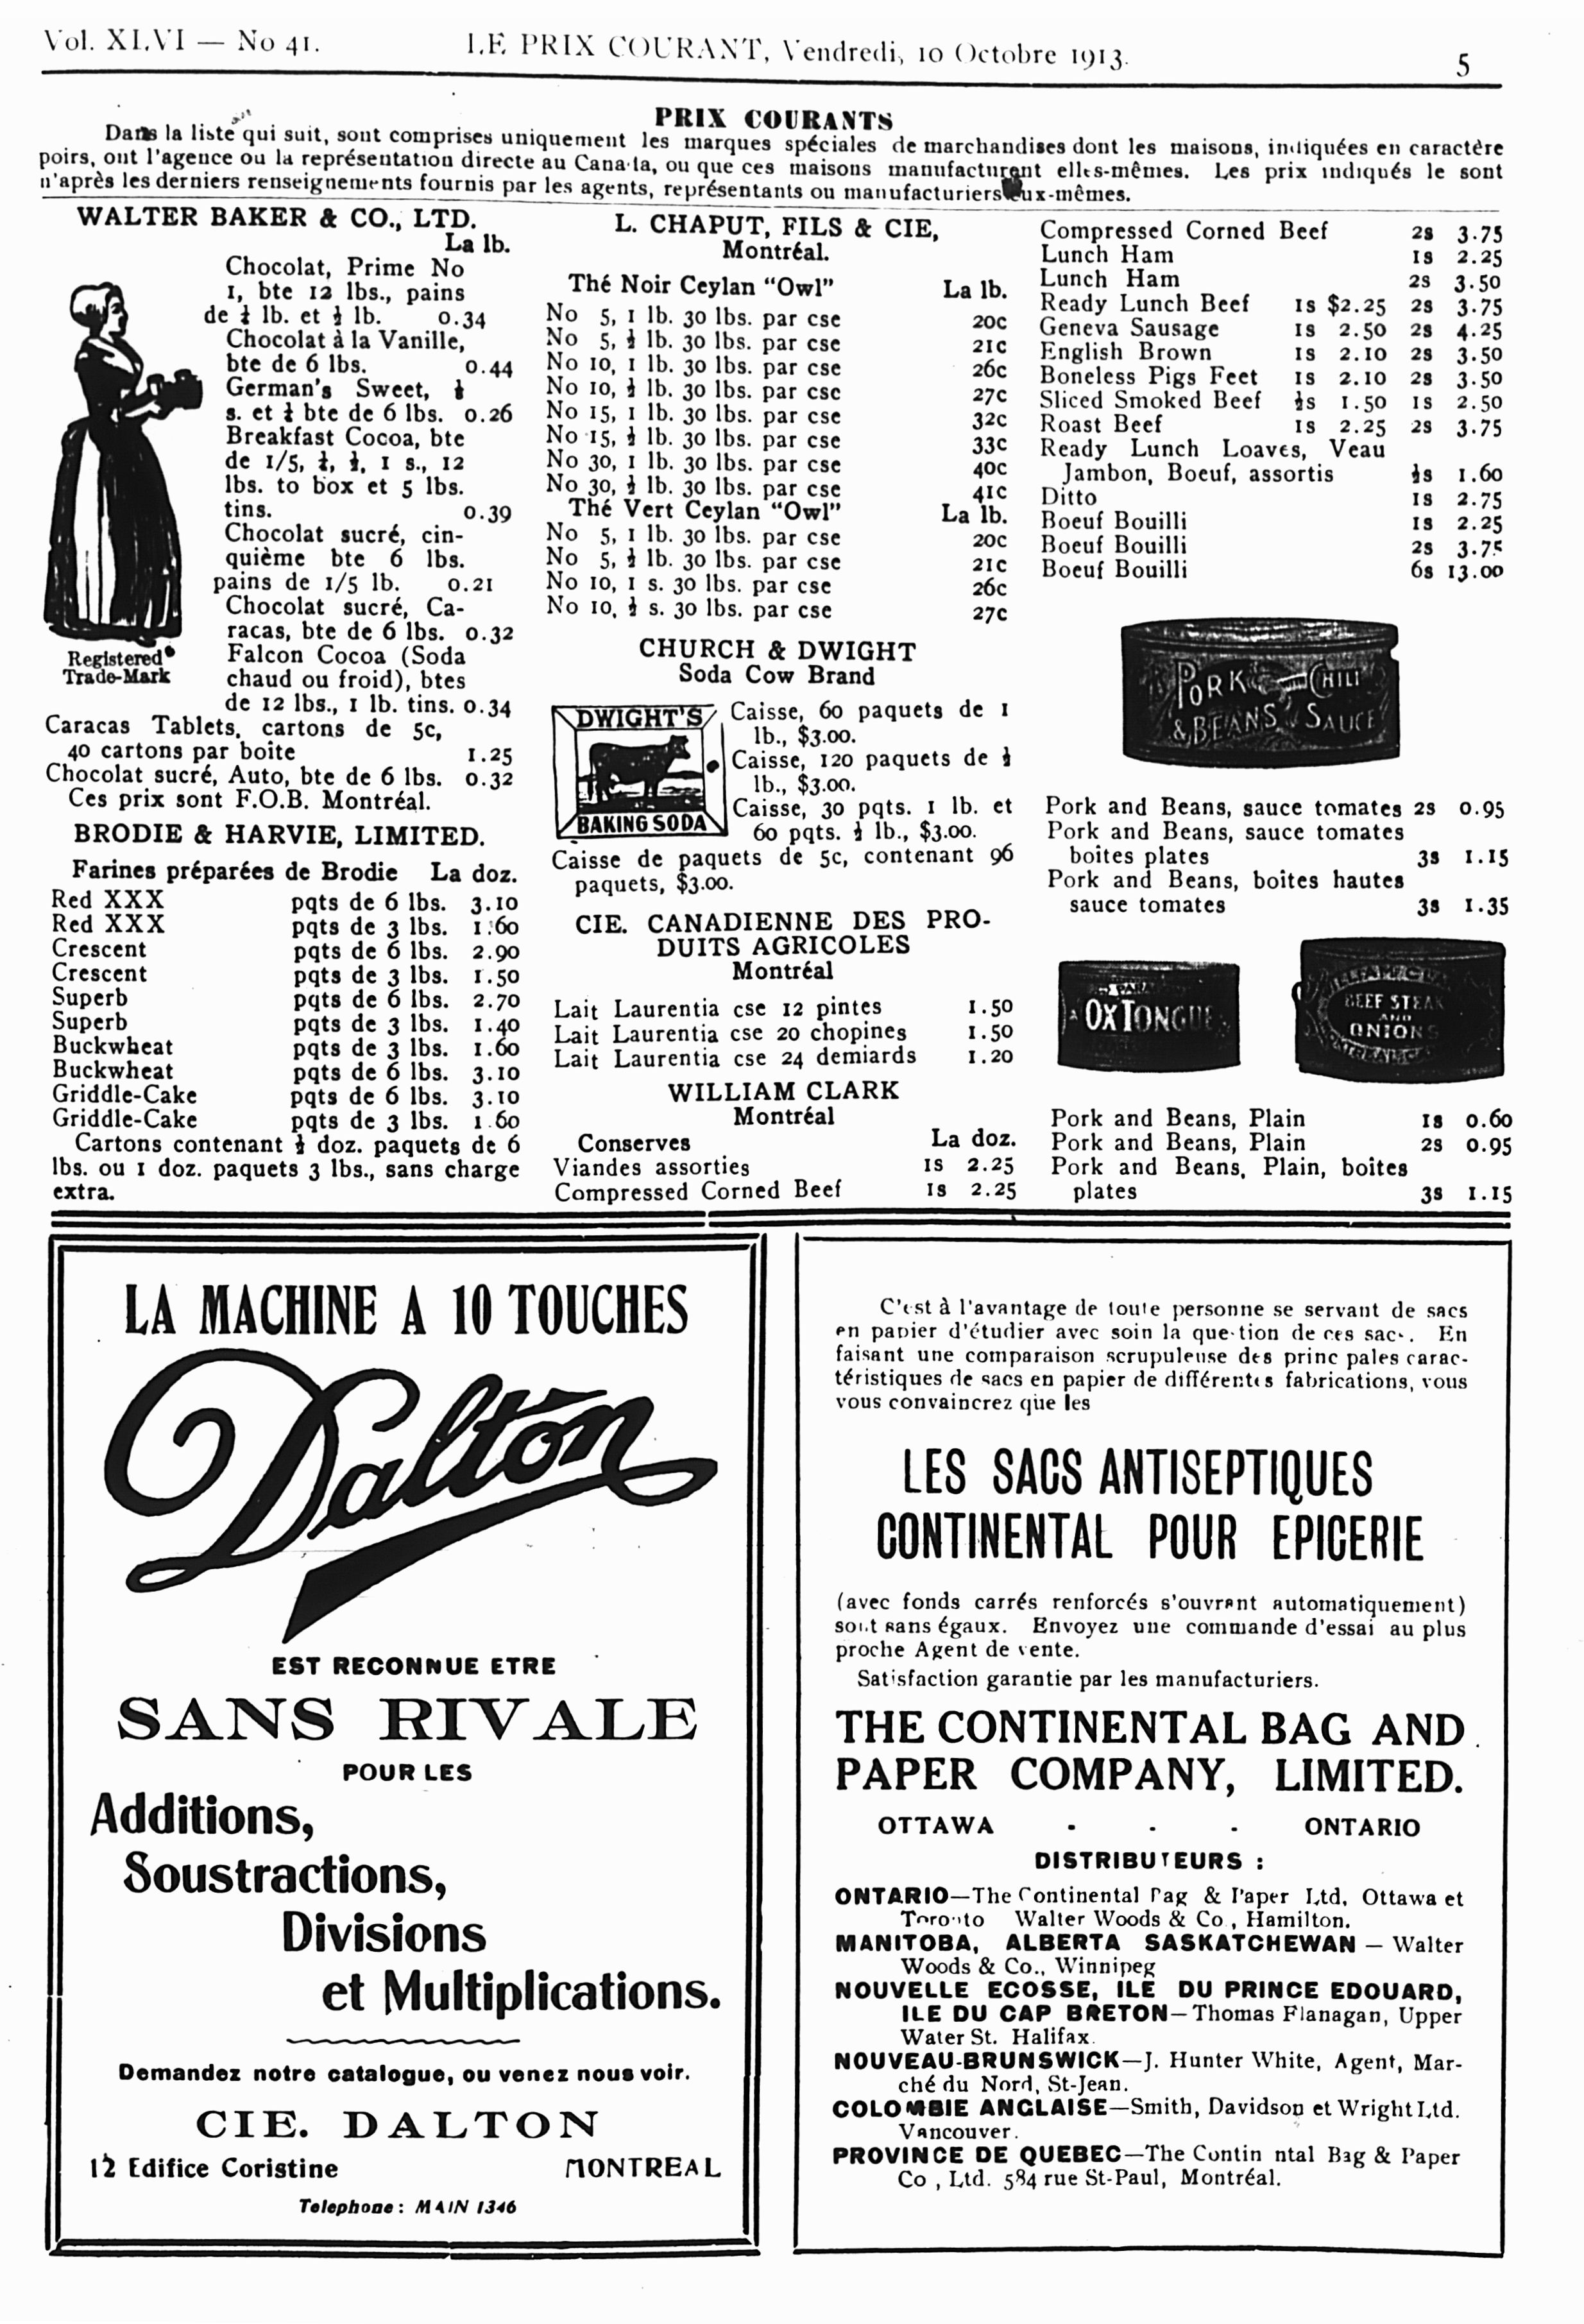 Vol. XLVI — No 41.
LE PRIX COURANT, Vendredi, 10 Octobre 1913.
5
PRIX COURANTS
Dans la liste qui suit, sont comprises uniquement les marques spéciales de marchandises dont les maisons, indiquées en caractère
poirs, ont l'agence ou la représentation directe au Canada, ou que ces maisons manufacturent elles-mêmes. Les prix indiqués le sont
n'après les derniers renseignements fournis par les agents, représentants ou manufacturiers eux-mêmes.
WALTER BAKER & CO., LTD.
La lb.
Chocolat, Prime No
1, bte 12 lbs., pains
de ¼ lb. et ½ lb. 0.34
Chocolat à la Vanille,
bte de 6 lbs. 0.44
German's Sweet, ¼
s. et ½ bte de 6 lbs. 0.26
Breakfast Cocoa, bte
de 1/5, ¼, ½, 1 s., 12
lbs. to box et 5 lbs.
tins. 0.39
Chocolat sucré, cin-
quième bte 6 lbs.
pains de 1/5 lb. 0.21
Chocolat sucré, Ca-
racas, bte de 6 lbs. 0.32
Falcon Cocoa (Soda
chaud ou froid), btes
de 12 lbs., 1 lb. tins. 0.34
Registered
Trade-Mark
Caracas Tablets, cartons de 5c,
40 cartons par boite 1.25
Chocolat sucré, Auto, bte de 6 lbs. 0.32
Ces prix sont F.O.B. Montréal.
BRODIE & HARVIE, LIMITED.
Farines préparées de Brodie La doz.
Red XXX pqts de 6 lbs. 3.10
Red XXX pqts de 3 lbs. 1.60
Crescent pqts de 6 lbs. 2.90
Crescent pqts de 3 lbs. 1.50
Superb pqts de 6 lbs. 2.70
Superb pqts de 3 lbs. 1.40
Buckwheat pqts de 3 lbs. 1.60
Buckwheat pqts de 6 lbs. 3.10
Griddle-Cake pqts de 6 lbs. 3.10
Griddle-Cake pqts de 3 lbs. 1.60
Cartons contenant ½ doz. paquets de 6
lbs. ou 1 doz. paquets 3 lbs., sans charge
extra.
L. CHAPUT, FILS & CIE,
Montréal.
Thé Noir Ceylan "Owl" La lb.
No 5, 1 lb. 30 lbs. par cse 20c
No 5, ½ lb. 30 lbs. par cse 21c
No 10, 1 lb. 30 lbs. par cse 26c
No 10, ½ lb. 30 lbs. par cse 27c
No 15, 1 lb. 30 lbs. par cse 32c
No 15, ½ lb. 30 lbs. par cse 33c
No 30, 1 lb. 30 lbs. par cse 40c
No 30, ½ lb. 30 lbs. par cse 41c
Thé Vert Ceylan "Owl" La lb.
No 5, 1 lb. 30 lbs. par cse 20c
No 5, ½ lb. 30 lbs. par cse 21c
No 10, 1 s. 30 lbs. par cse 26c
No 10, ½ s. 30 lbs. par cse 27c
CHURCH & DWIGHT
Soda Cow Brand
DWIGHT'S
BAKING SODA
Caisse, 60 paquets de 1
lb., $3.00.
Caisse, 120 paquets de ½
lb., $3.00.
Caisse, 30 pqts. 1 lb. et
60 pqts. ½ lb., $3.00.
Caisse de paquets de 5c, contenant 96
paquets, $3.00.
CIE. CANADIENNE DES PRO-
DUITS AGRICOLES
Montréal
Lait Laurentia cse 12 pintes 1.50
Lait Laurentia cse 20 chopines 1.50
Lait Laurentia cse 24 demiards 1.20
WILLIAM CLARK
Montréal
Conserves La doz.
Viandes assorties 1s 2.25
Compressed Corned Beef 1s 2.25
Compressed Corned Beef 2s 3.75
Lunch Ham 1s 2.25
Lunch Ham 2s 3.50
Ready Lunch Beef 1s $2.25 2s 3.75
Geneva Sausage 1s 2.50 2s 4.25
English Brown 1s 2.10 2s 3.50
Boneless Pigs Feet 1s 2.10 2s 3.50
Sliced Smoked Beef ½s 1.50 1s 2.50
Roast Beef 1s 2.25 2s 3.75
Ready Lunch Loaves, Veau
Jambon, Boeuf, assortis ½s 1.60
Ditto 1s 2.75
Boeuf Bouilli 1s 2.25
Boeuf Bouilli 2s 3.75
Boeuf Bouilli 6s 13.00
PORK CHILI
& BEANS SAUCE
Pork and Beans, sauce tomates 2s 0.95
Pork and Beans, sauce tomates
boites plates 3s 1.15
Pork and Beans, boites hautes
sauce tomates 3s 1.35
OX TONGUE
BEEF STEAK
AND
ONIONS
Pork and Beans, Plain 1s 0.60
Pork and Beans, Plain 2s 0.95
Pork and Beans, Plain, boites
plates 3s 1.15
LA MACHINE A 10 TOUCHES
Dalton
EST RECONNUE ETRE
SANS RIVALE
POUR LES
Additions,
Soustractions,
Divisions
et Multiplications.
Demandez notre catalogue, ou venez nous voir.
CIE. DALTON
12 Edifice Coristine MONTREAL
Telephone : MAIN 1346
C'est à l'avantage de toute personne se servant de sacs
en papier d'étudier avec soin la question de ces sacs. En
faisant une comparaison scrupuleuse des principales carac-
téristiques de sacs en papier de différentes fabrications, vous
vous convaincrez que les
LES SACS ANTISEPTIQUES
CONTINENTAL POUR EPICERIE
(avec fonds carrés renforcés s'ouvrant automatiquement)
sont sans égaux. Envoyez une commande d'essai au plus
proche Agent de vente.
Satisfaction garantie par les manufacturiers.
THE CONTINENTAL BAG AND
PAPER COMPANY, LIMITED.
OTTAWA - - - ONTARIO
DISTRIBUTEURS :
ONTARIO—The Continental Bag & Paper Ltd, Ottawa et
Toronto Walter Woods & Co., Hamilton.
MANITOBA, ALBERTA SASKATCHEWAN — Walter
Woods & Co., Winnipeg
NOUVELLE ECOSSE, ILE DU PRINCE EDOUARD,
ILE DU CAP BRETON—Thomas Flanagan, Upper
Water St. Halifax.
NOUVEAU-BRUNSWICK—J. Hunter White, Agent, Mar-
ché du Nord, St-Jean.
COLOMBIE ANGLAISE—Smith, Davidson et Wright Ltd.
Vancouver.
PROVINCE DE QUEBEC—The Contin ntal Bag & Paper
Co , Ltd. 584 rue St-Paul, Montréal.